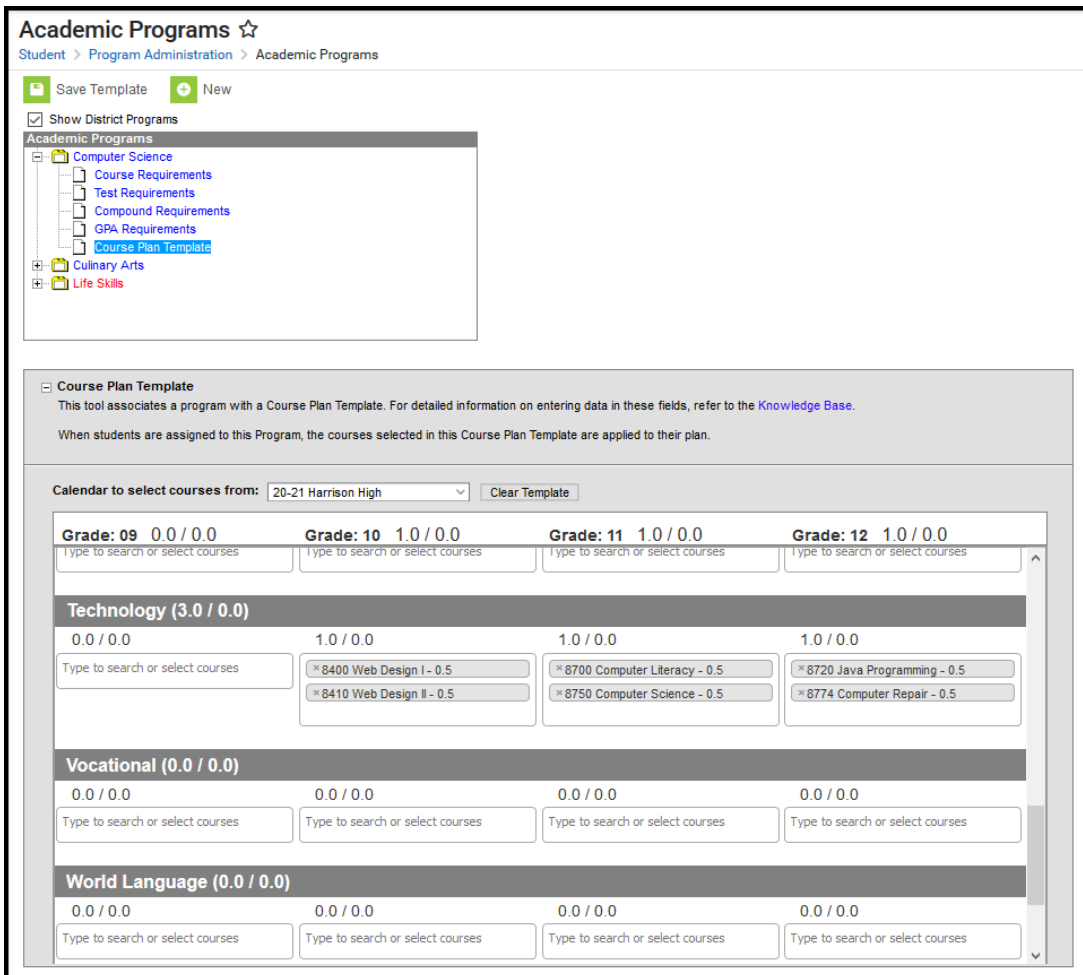 Academic Programs
Student > Program Administration > Academic Programs
Save Template New
Show District Programs
Academic Programs
Computer Science
Course Requirements
Test Requirements
Compound Requirements
GPA Requirements
Course Plan Template
Culinary Arts
Life Skills
Course Plan Template
This tool associates a program with a Course Plan Template. For detailed information on entering data in these fields, refer to the Knowledge Base.
When students are assigned to this Program, the courses selected in this Course Plan Template are applied to their plan.
Calendar to select courses from: 20-21 Harrison High Clear Template
Grade: 09 0.0 / 0.0 Grade: 10 1.0 / 0.0 Grade: 11 1.0 / 0.0 Grade: 12 1.0 / 0.0
Type to search or select courses Type to search or select courses Type to search or select courses Type to search or select courses
Technology (3.0 / 0.0)
0.0 / 0.0 1.0 / 0.0 1.0 / 0.0 1.0 / 0.0
Type to search or select courses ×8400 Web Design I - 0.5 ×8700 Computer Literacy - 0.5 ×8720 Java Programming - 0.5
×8410 Web Design II - 0.5 ×8750 Computer Science - 0.5 ×8774 Computer Repair - 0.5
Vocational (0.0 / 0.0)
0.0 / 0.0 0.0 / 0.0 0.0 / 0.0 0.0 / 0.0
Type to search or select courses Type to search or select courses Type to search or select courses Type to search or select courses
World Language (0.0 / 0.0)
0.0 / 0.0 0.0 / 0.0 0.0 / 0.0 0.0 / 0.0
Type to search or select courses Type to search or select courses Type to search or select courses Type to search or select courses